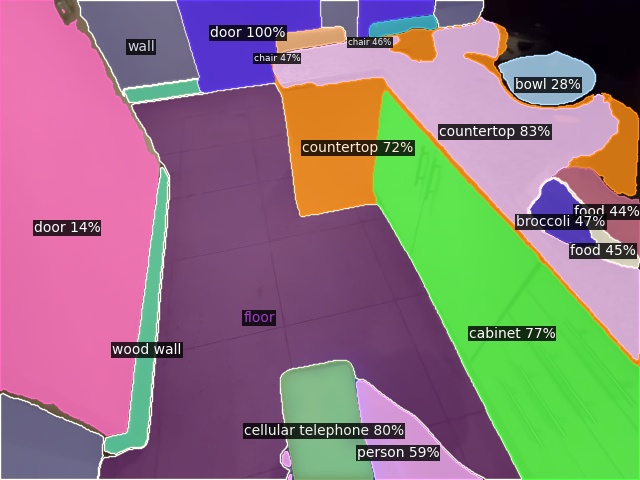 door 100%
wall
chair 46%
chair 47%
bowl 28%
countertop 83%
countertop 72%
food 44%
broccoli 47%
door 14%
food 45%
floor
cabinet 77%
wood wall
cellular telephone 80%
person 59%